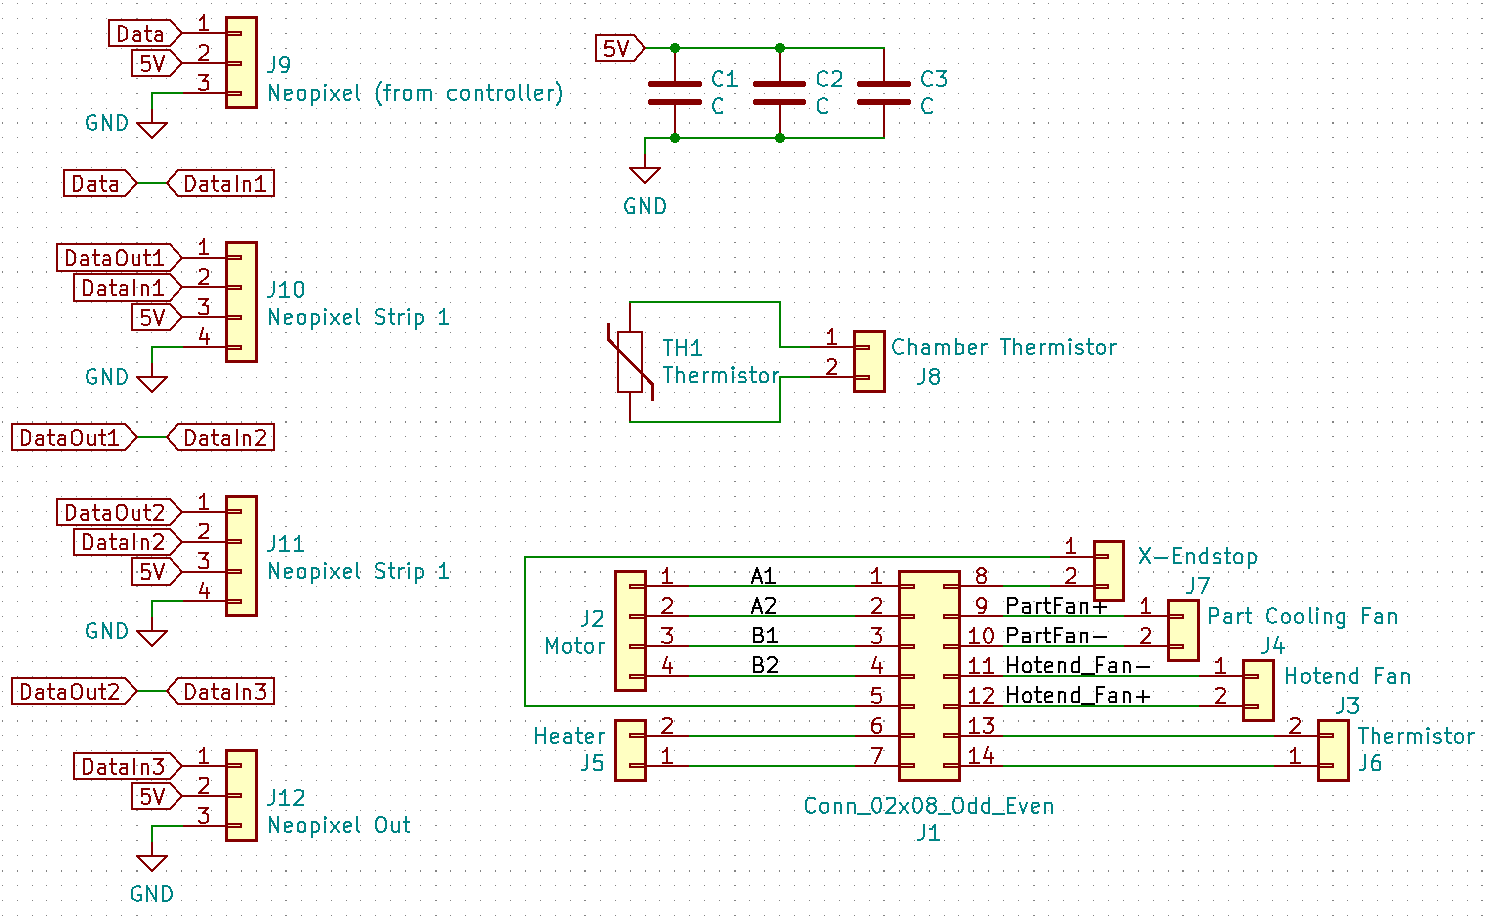 Data
1
5V
2
3
GND
J9
Neopixel (from controller)
Data
DataIn1
DataOut1
1
DataIn1
2
5V
3
4
GND
J10
Neopixel Strip 1
DataOut1
DataIn2
DataOut2
1
DataIn2
2
5V
3
4
GND
J11
Neopixel Strip 1
DataOut2
DataIn3
DataIn3
1
5V
2
3
GND
J12
Neopixel Out
5V
C1
C
C2
C
C3
C
GND
TH1
Thermistor
1
2
Chamber Thermistor
J8
J2
Motor
1
2
3
4
A1
A2
B1
B2
Heater
J5
2
1
1
2
3
4
5
6
7
8
9
10
11
12
13
14
Conn_02x08_Odd_Even
J1
PartFan+
PartFan-
Hotend_Fan-
Hotend_Fan+
1
2
X-Endstop
J7
1
2
Part Cooling Fan
J4
1
2
Hotend Fan
J3
2
1
Thermistor
J6